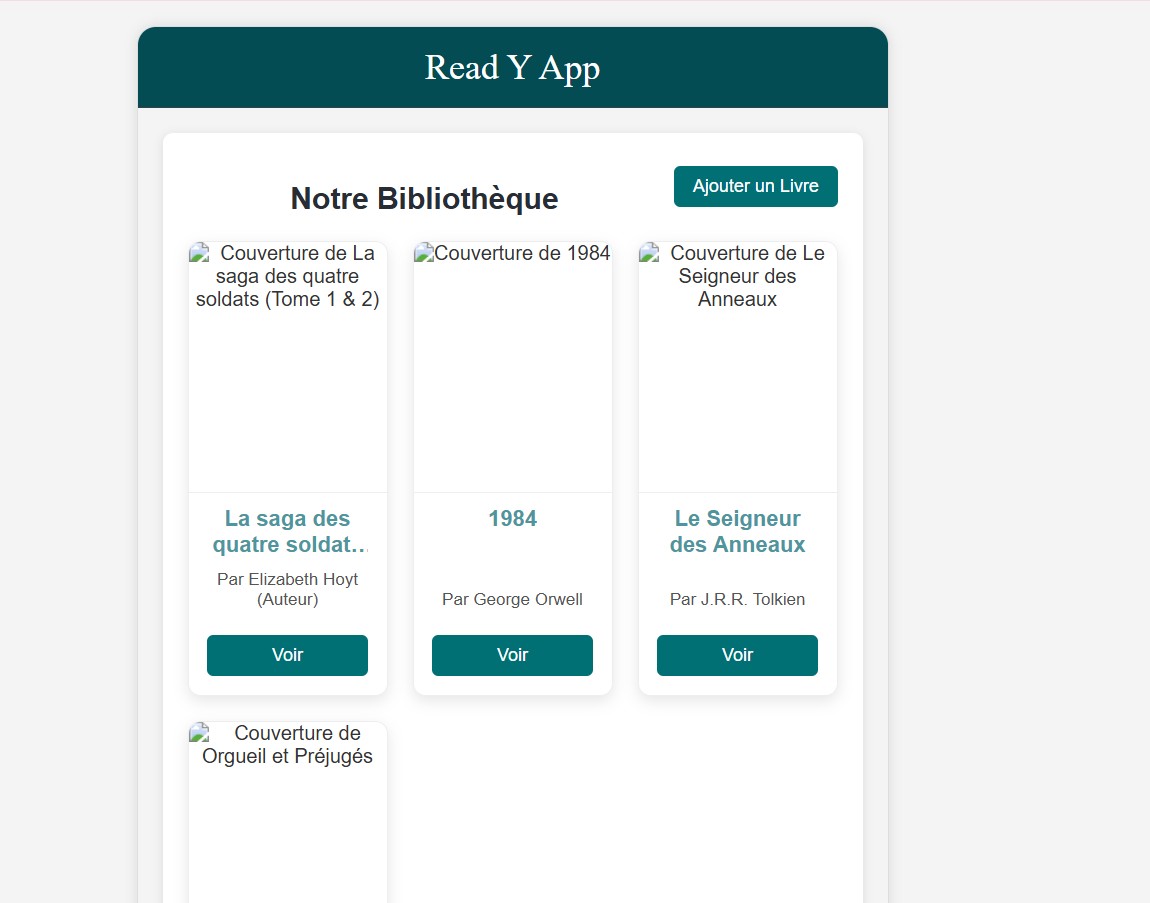 Read Y App
Notre Bibliothèque
Ajouter un Livre
Couverture de La
saga des quatre
soldats (Tome 1 & 2)
La saga des
quatre soldat…
Par Elizabeth Hoyt
(Auteur)
Voir
Couverture de 1984
1984
Par George Orwell
Voir
Couverture de Le
Seigneur des
Anneaux
Le Seigneur
des Anneaux
Par J.R.R. Tolkien
Voir
Couverture de
Orgueil et Préjugés